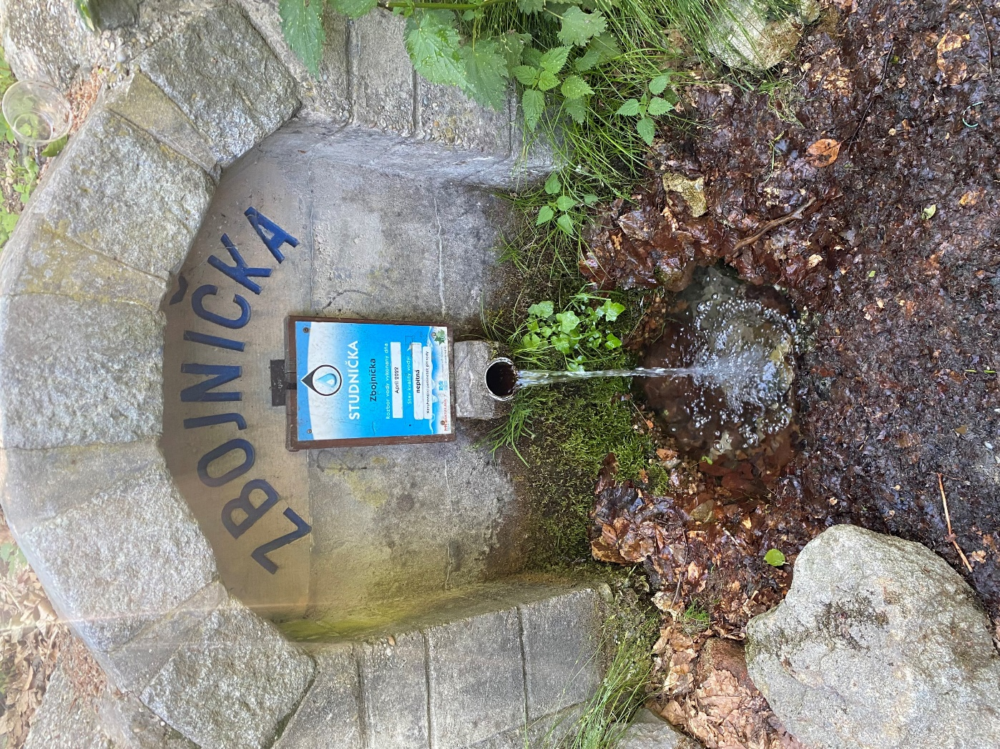 ZBOJNIČKA
STUDNIČKA
Zbojnička
Rozbor vody vykonaný dňa
April 2022
Stav kvality vody:
nepitná